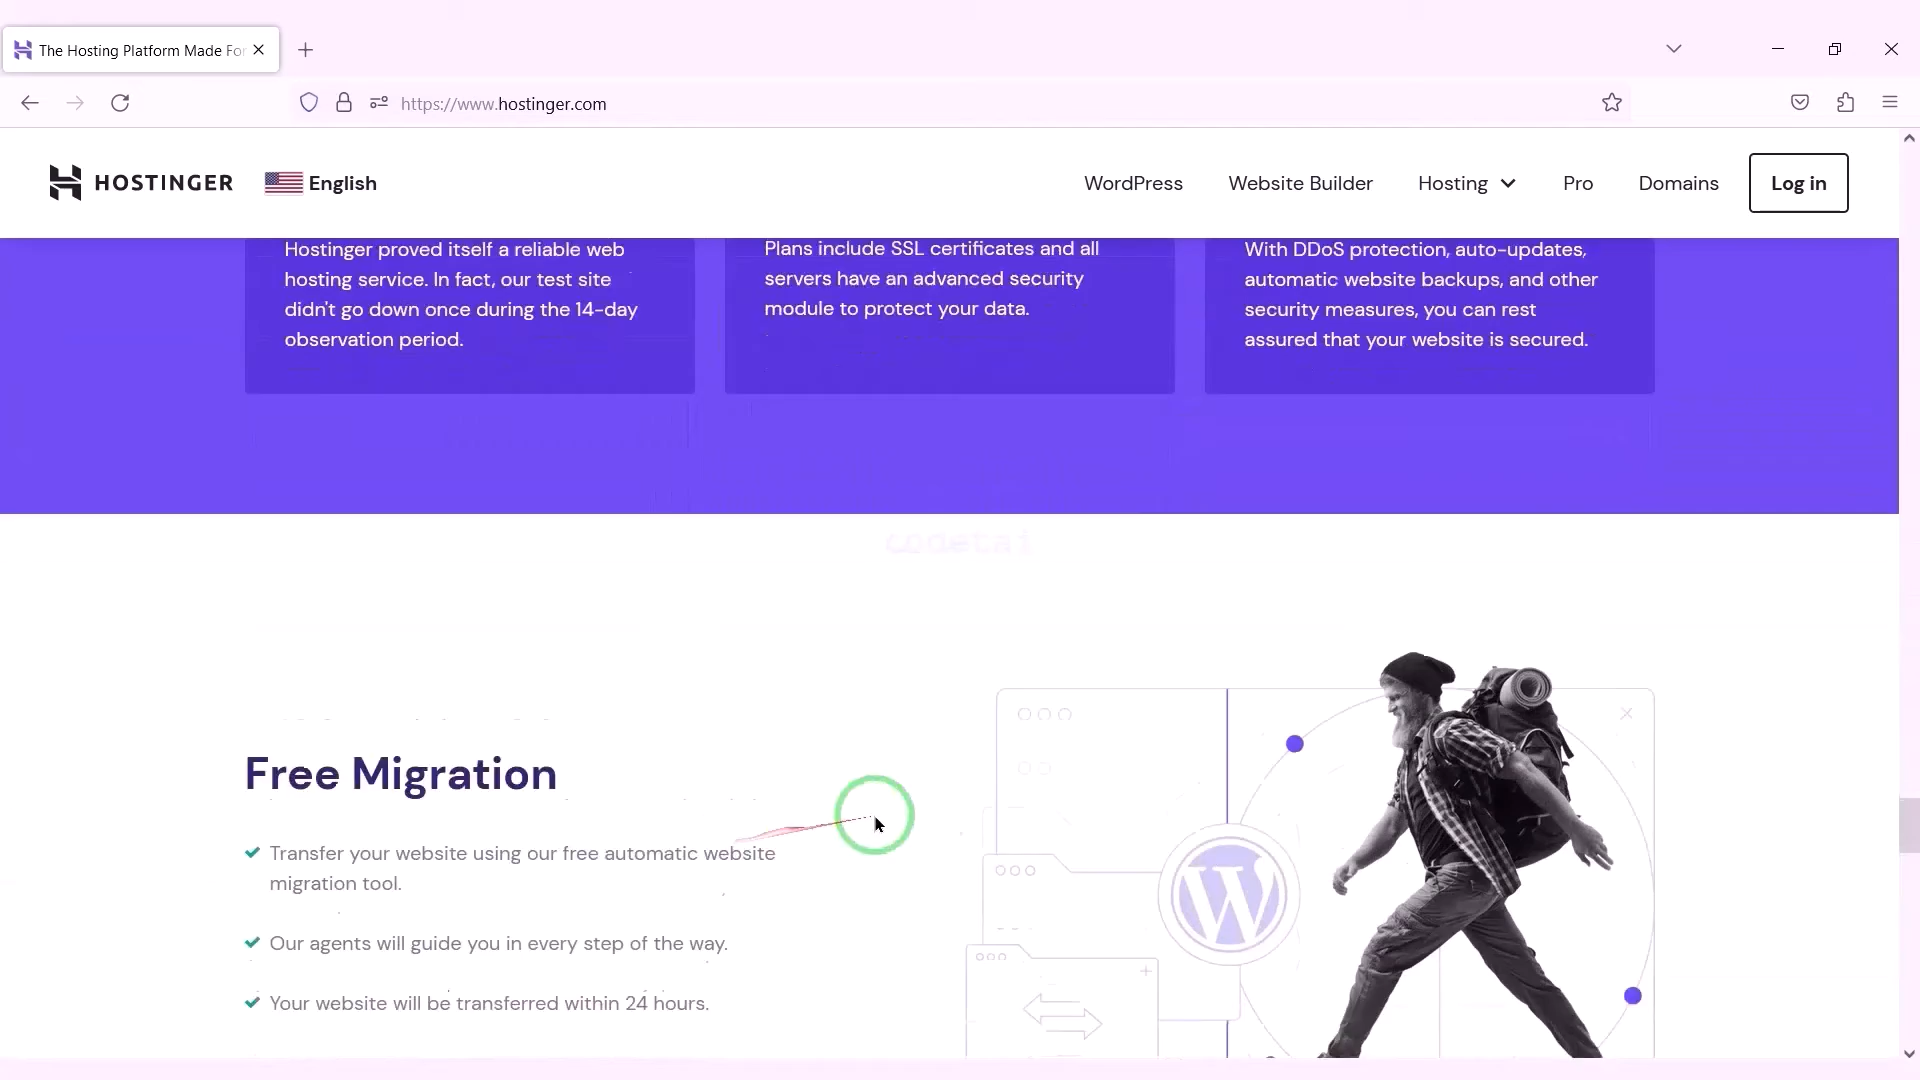 The Hosting Platform Made For
https://www.hostinger.com
HOSTINGER
English
WordPress
Website Builder
Hosting
Pro
Domains
Log in
Hostinger proved itself a reliable web
hosting service. In fact, our test site
didn't go down once during the 14-day
observation period.
Plans include SSL certificates and all
servers have an advanced security
module to protect your data.
With DDoS protection, auto-updates,
automatic website backups, and other
security measures, you can rest
assured that your website is secured.
Free Migration
Transfer your website using our free automatic website
migration tool.
Our agents will guide you in every step of the way.
Your website will be transferred within 24 hours.